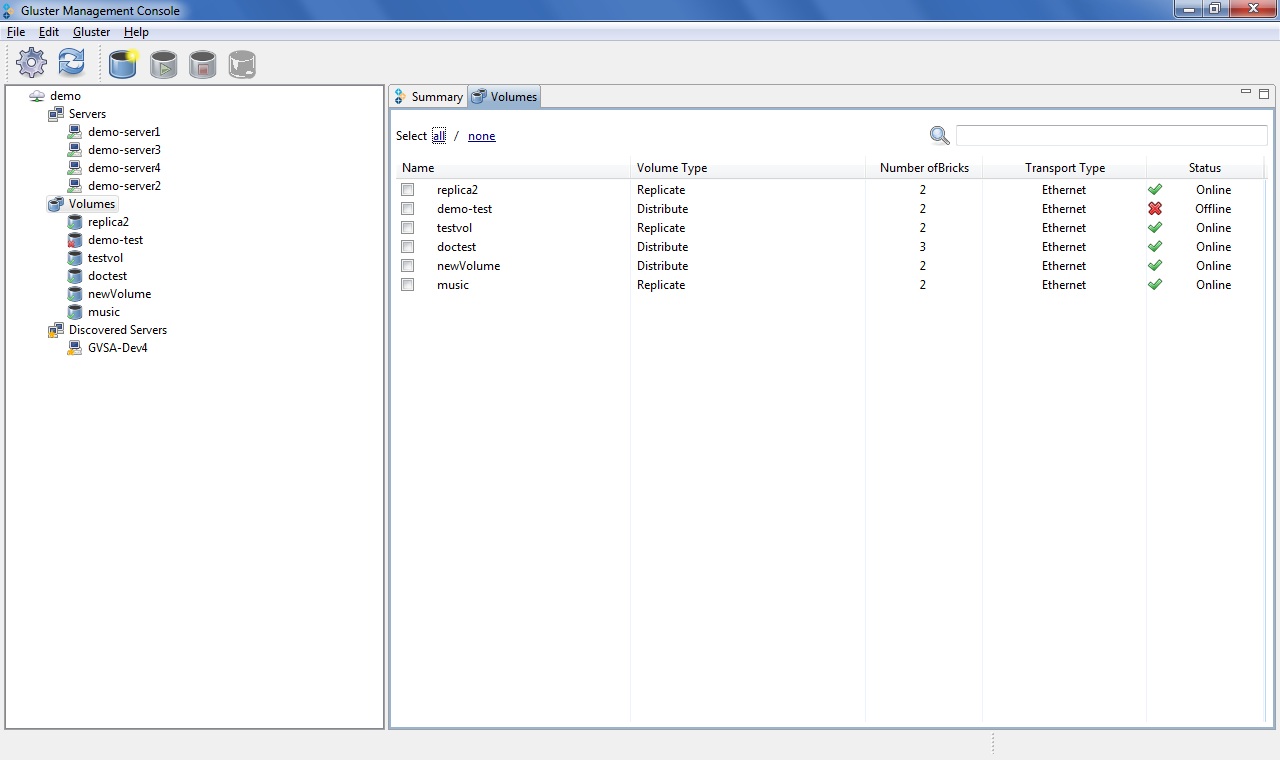 Gluster Management Console
File Edit Gluster Help
demo
Servers
demo-server1
demo-server3
demo-server4
demo-server2
Volumes
replica2
demo-test
testvol
doctest
newVolume
music
Discovered Servers
GVSA-Dev4
Summary Volumes
Select all / none
Name Volume Type Number ofBricks Transport Type Status
replica2 Replicate 2 Ethernet Online
demo-test Distribute 2 Ethernet Offline
testvol Replicate 2 Ethernet Online
doctest Distribute 3 Ethernet Online
newVolume Distribute 2 Ethernet Online
music Replicate 2 Ethernet Online